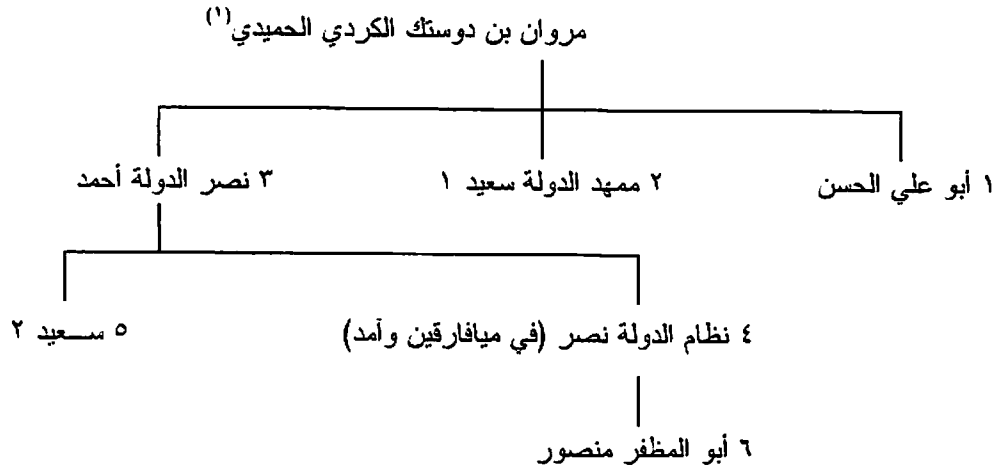 مروان بن دوستك الكردي الحميدي(١)
١ أبو علي الحسن ٢ ممهد الدولة سعيد ١ ٣ نصر الدولة أحمد
٤ نظام الدولة نصر (في ميافارقين وآمد) ٥ سـعيد ٢
٦ أبو المظفر منصور